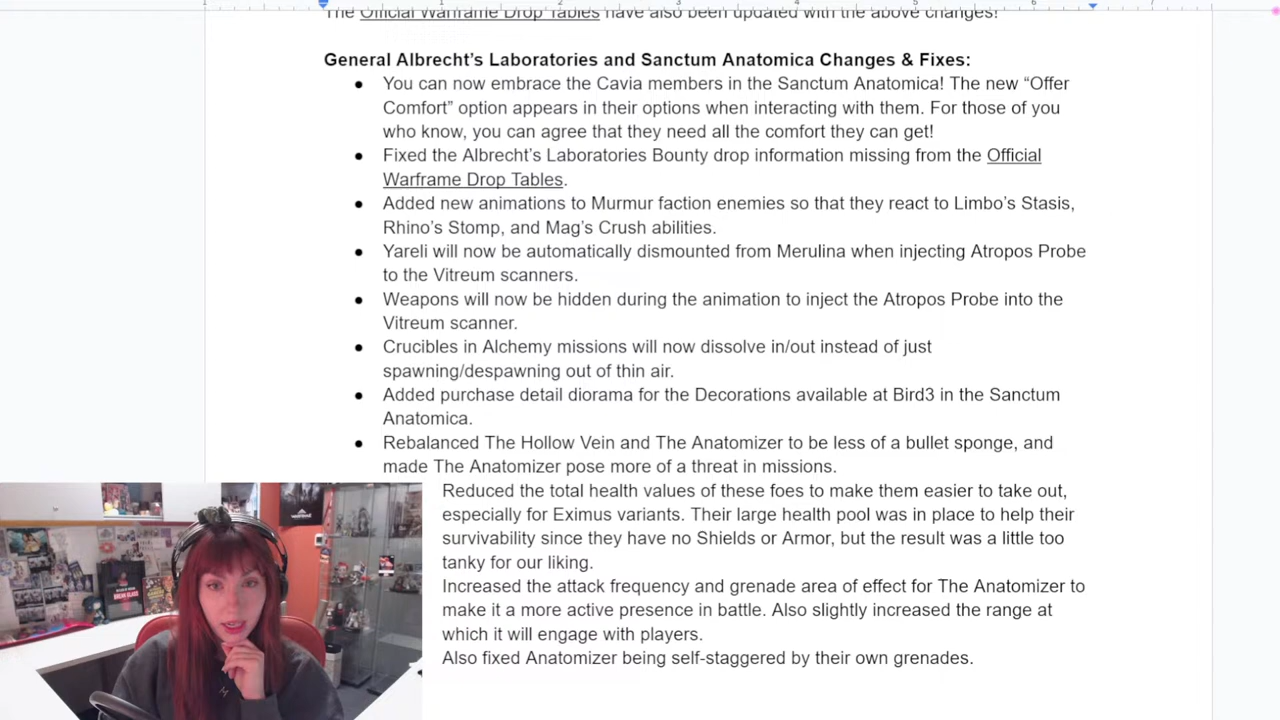 The Official Warframe Drop Tables have also been updated with the above changes!
General Albrecht's Laboratories and Sanctum Anatomica Changes & Fixes:
● You can now embrace the Cavia members in the Sanctum Anatomica! The new “Offer
Comfort” option appears in their options when interacting with them. For those of you
who know, you can agree that they need all the comfort they can get!
● Fixed the Albrecht's Laboratories Bounty drop information missing from the Official
Warframe Drop Tables.
● Added new animations to Murmur faction enemies so that they react to Limbo's Stasis,
Rhino's Stomp, and Mag's Crush abilities.
● Yareli will now be automatically dismounted from Merulina when injecting Atropos Probe
to the Vitreum scanners.
● Weapons will now be hidden during the animation to inject the Atropos Probe into the
Vitreum scanner.
● Crucibles in Alchemy missions will now dissolve in/out instead of just
spawning/despawning out of thin air.
● Added purchase detail diorama for the Decorations available at Bird3 in the Sanctum
Anatomica.
● Rebalanced The Hollow Vein and The Anatomizer to be less of a bullet sponge, and
made The Anatomizer pose more of a threat in missions.
Reduced the total health values of these foes to make them easier to take out,
especially for Eximus variants. Their large health pool was in place to help their
survivability since they have no Shields or Armor, but the result was a little too
tanky for our liking.
Increased the attack frequency and grenade area of effect for The Anatomizer to
make it a more active presence in battle. Also slightly increased the range at
which it will engage with players.
Also fixed Anatomizer being self-staggered by their own grenades.